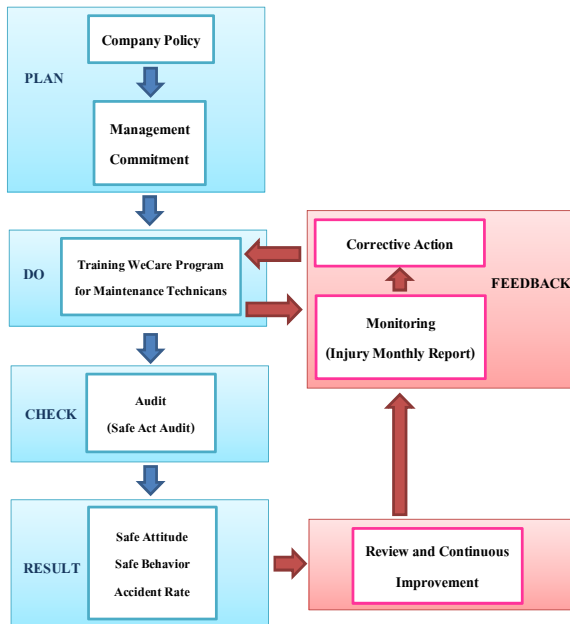 Company Policy
PLAN
Management
Commitment
DO
Training WeCare Program
for Maintenance Technicans
Corrective Action
FEEDBACK
Monitoring
(Injury Monthly Report)
CHECK
Audit
(Safe Act Audit)
RESULT
Safe Attitude
Safe Behavior
Accident Rate
Review and Continuous
Improvement